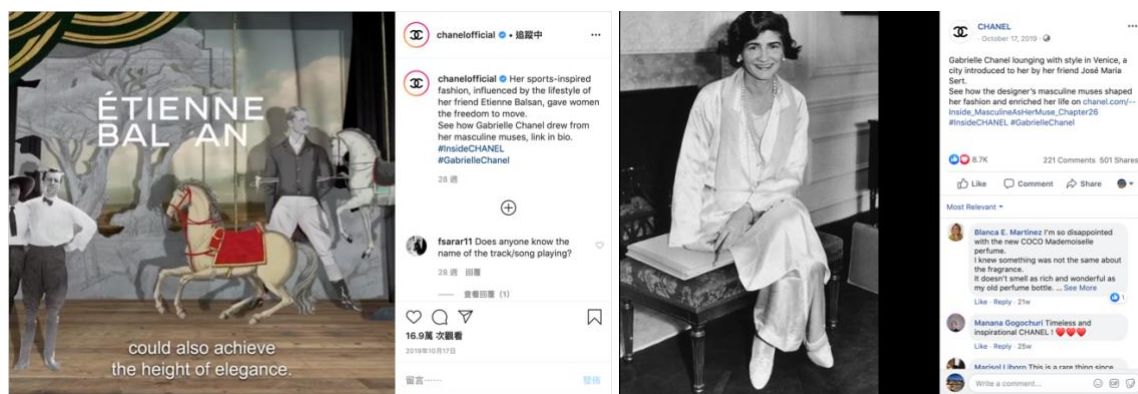 ÉTIENNE
BAL AN
could also achieve
the height of elegance.
chanelofficial • 追蹤中
chanelofficial Her sports-inspired
fashion, influenced by the lifestyle of
her friend Etienne Balsan, gave women
the freedom to move.
See how Gabrielle Chanel drew from
her masculine muses, link in bio.
#InsideCHANEL
#GabrielleChanel
28 週
fsarar11 Does anyone know the
name of the track/song playing?
28 週 回覆
查看回覆 (1)
16.9萬 次觀看
2019年10月17日
留言⋯⋯
發佈
CHANEL
October 17, 2019
Gabrielle Chanel lounging with style in Venice, a
city introduced to her by her friend José Maria
Sert.
See how the designer's masculine muses shaped
her fashion and enriched her life on chanel.com/--
Inside_MasculineAsHerMuse_Chapter26
#InsideCHANEL #GabrielleChanel
8.7K
221 Comments 501 Shares
Like Comment Share
Most Relevant
Blanca E. Martinez I'm so disappointed
with the new COCO Mademoiselle
perfume.
I knew something was not the same about
the fragrance.
It doesn't smell as rich and wonderful as
my old perfume bottle. ... See More
1
Like · Reply · 21w
Manana Gogochuri Timeless and
inspirational CHANEL !
Like · Reply · 25w
This is a rare thing since
Write a comment...